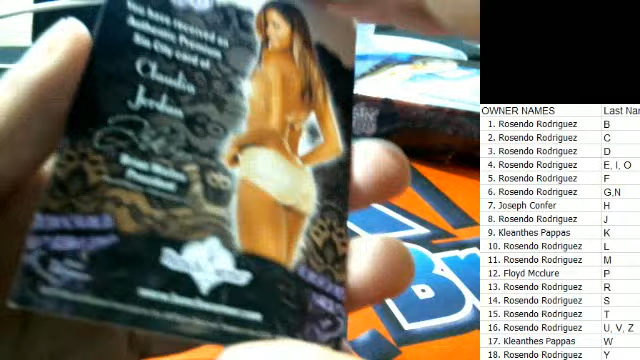 You have received an
Authentic Premium
Sin City Card of
Claudia
Jordan
OWNER NAMES Last Nar
1. Rosendo Rodriguez B
2. Rosendo Rodriguez C
3. Rosendo Rodriguez D
4. Rosendo Rodriguez E, I, O
5. Rosendo Rodriguez F
6. Rosendo Rodriguez G,N
7. Joseph Confer H
8. Rosendo Rodriguez J
9. Kleanthes Pappas K
10. Rosendo Rodriguez L
11. Rosendo Rodriguez M
12. Floyd Mcclure P
13. Rosendo Rodriguez R
14. Rosendo Rodriguez S
15. Rosendo Rodriguez T
16. Rosendo Rodriguez U, V, Z
17. Kleanthes Pappas W
18. Rosendo Rodriguez Y